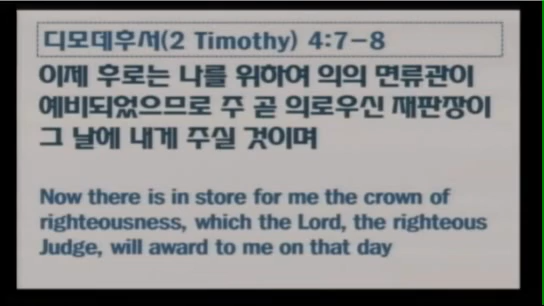 디모데후서(2 Timothy) 4:7-8
이제 후로는 나를 위하여 의의 면류관이
예비되었으므로 주 곧 의로우신 재판장이
그 날에 내게 주실 것이며
Now there is in store for me the crown of
righteousness, which the Lord, the righteous
Judge, will award to me on that day